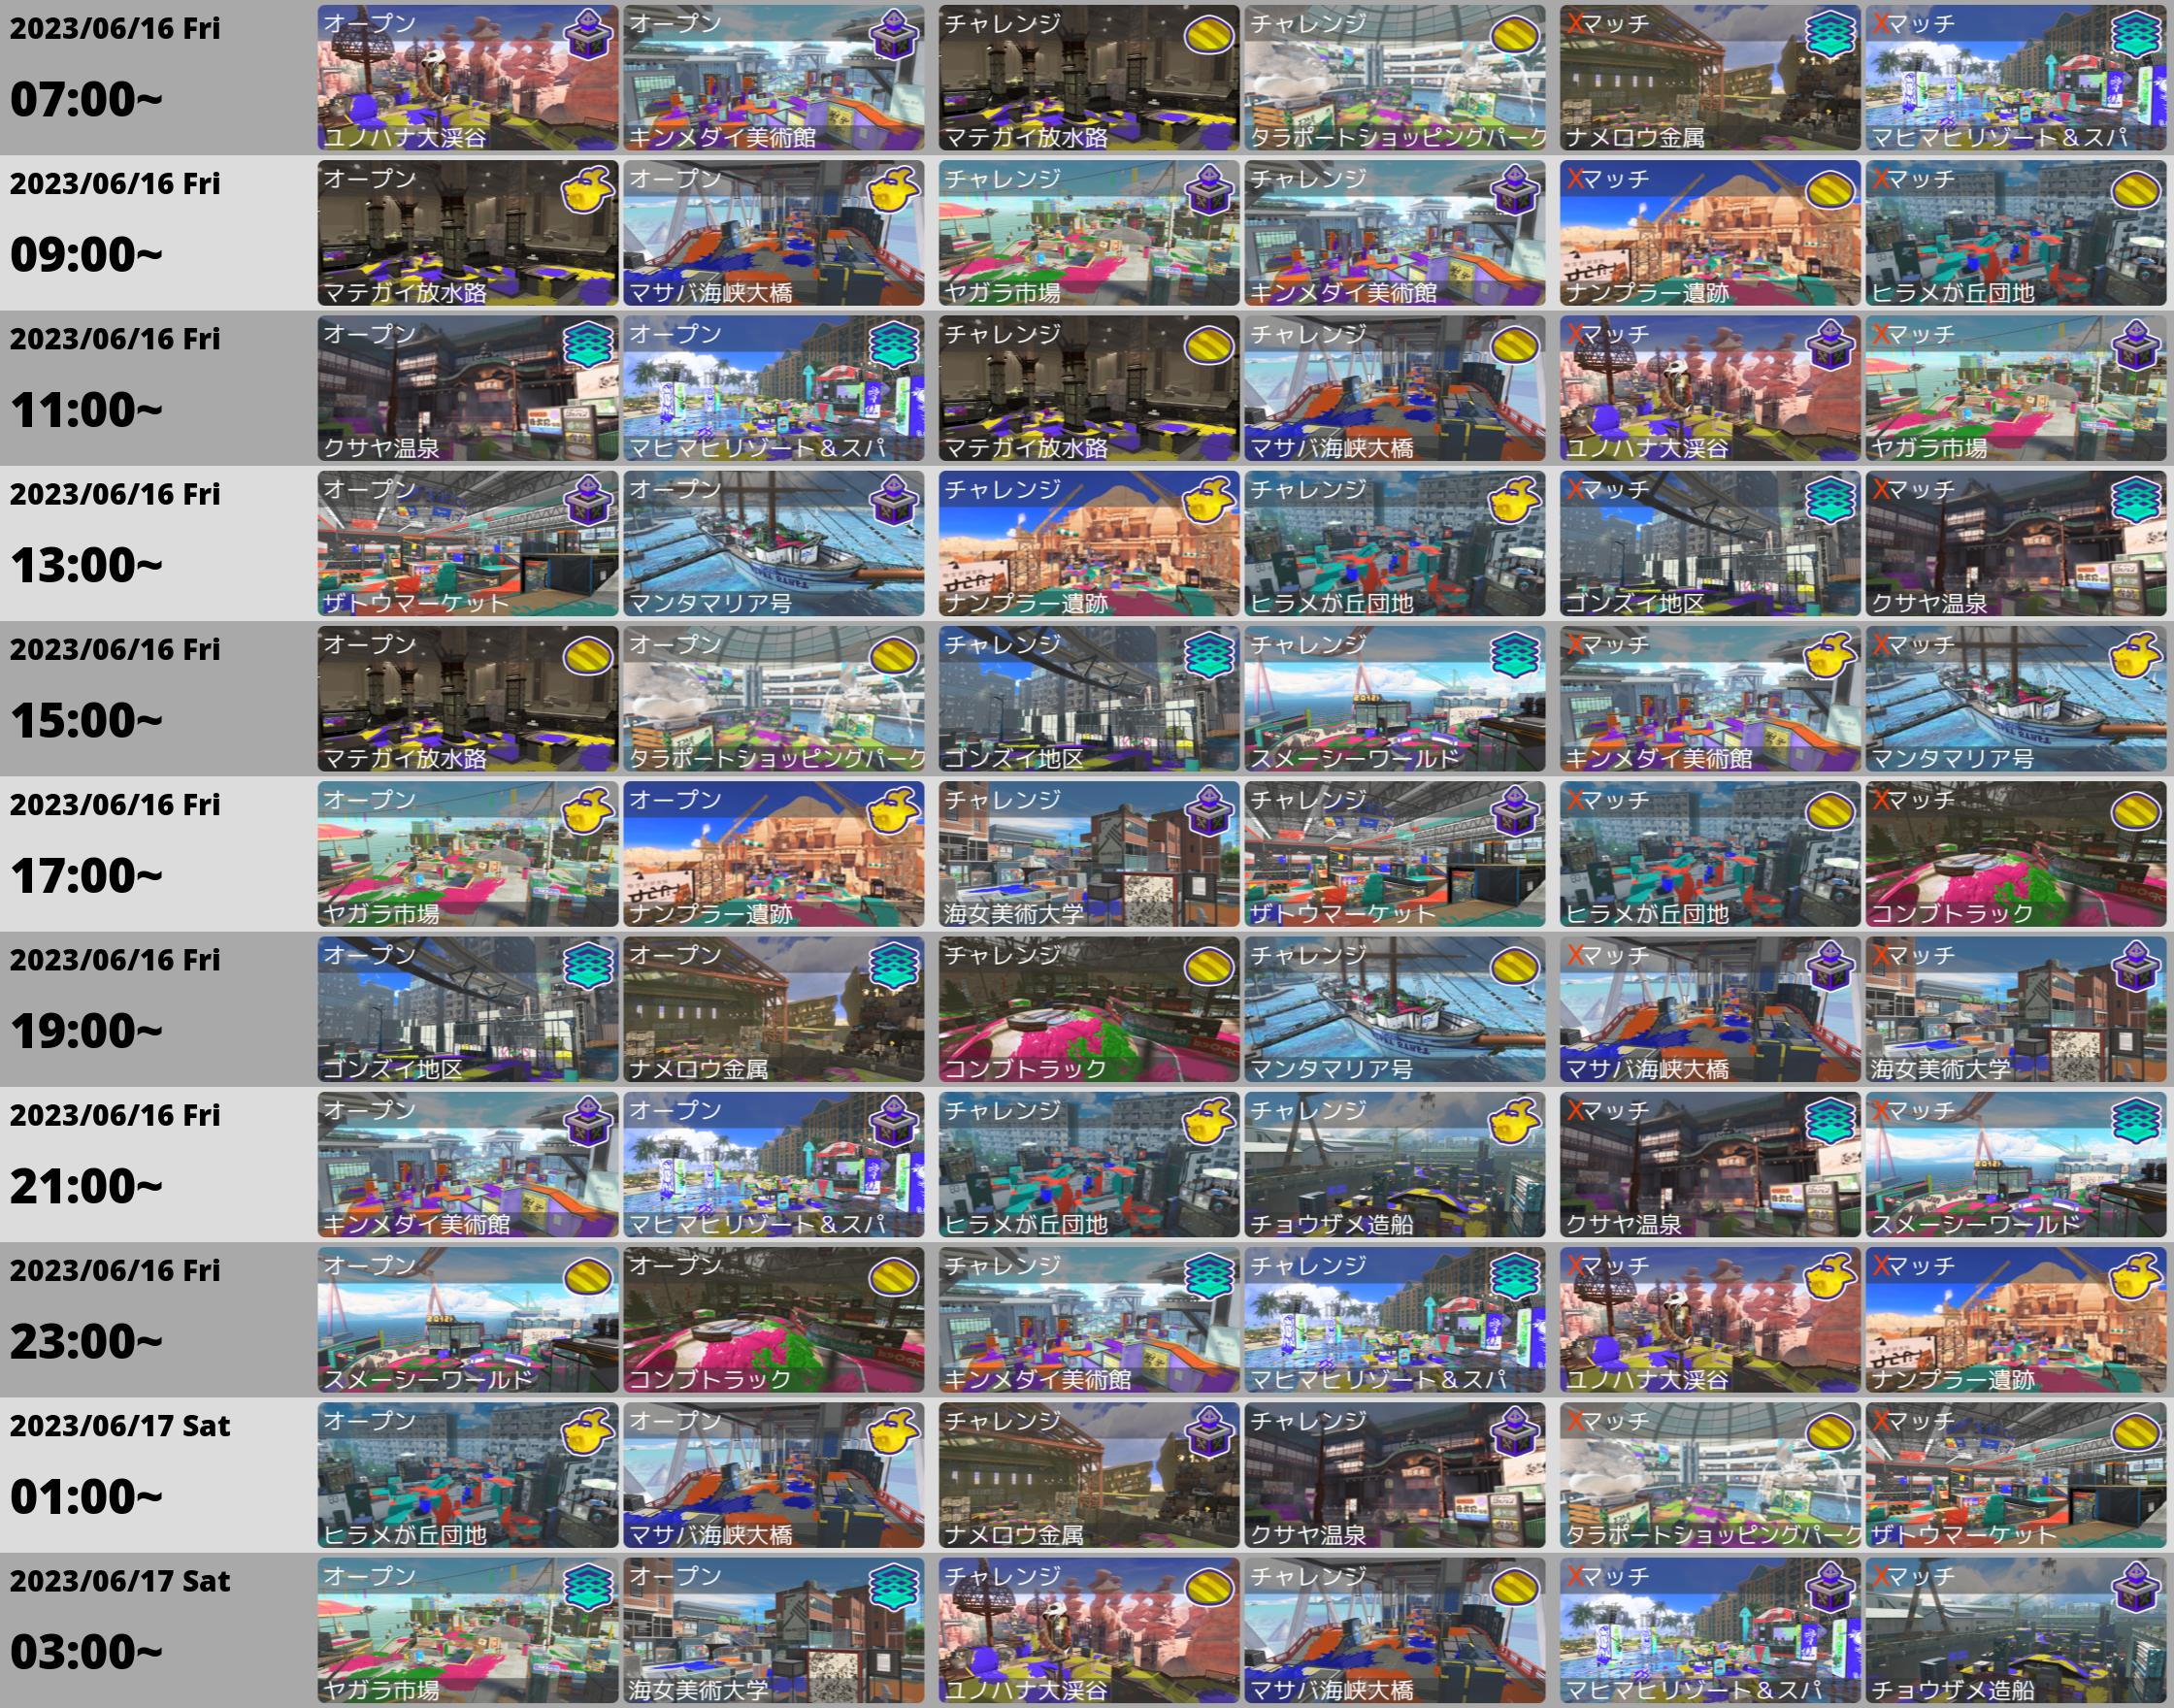 2023/06/16 Fri
07:00~
オープン オープン チャレンジ チャレンジ Xマッチ Xマッチ
ユノハナ大渓谷 キンメダイ美術館 マテガイ放水路 タラポートショッピングパーク ナメロウ金属 マヒマヒリゾート&スパ
2023/06/16 Fri
09:00~
オープン オープン チャレンジ チャレンジ Xマッチ Xマッチ
マテガイ放水路 マサバ海峡大橋 ヤガラ市場 キンメダイ美術館 ナンプラー遺跡 ヒラメが丘団地
2023/06/16 Fri
11:00~
オープン オープン チャレンジ チャレンジ Xマッチ Xマッチ
クサヤ温泉 マヒマヒリゾート&スパ マテガイ放水路 マサバ海峡大橋 ユノハナ大渓谷 ヤガラ市場
2023/06/16 Fri
13:00~
オープン オープン チャレンジ チャレンジ Xマッチ Xマッチ
ザトウマーケット マンタマリア号 ナンプラー遺跡 ヒラメが丘団地 ゴンズイ地区 クサヤ温泉
2023/06/16 Fri
15:00~
オープン オープン チャレンジ チャレンジ Xマッチ Xマッチ
マテガイ放水路 タラポートショッピングパーク ゴンズイ地区 スメーシーワールド キンメダイ美術館 マンタマリア号
2023/06/16 Fri
17:00~
オープン オープン チャレンジ チャレンジ Xマッチ Xマッチ
ヤガラ市場 ナンプラー遺跡 海女美術大学 ザトウマーケット ヒラメが丘団地 コンブトラック
2023/06/16 Fri
19:00~
オープン オープン チャレンジ チャレンジ Xマッチ Xマッチ
ゴンズイ地区 ナメロウ金属 コンブトラック マンタマリア号 マサバ海峡大橋 海女美術大学
2023/06/16 Fri
21:00~
オープン オープン チャレンジ チャレンジ Xマッチ Xマッチ
キンメダイ美術館 マヒマヒリゾート&スパ ヒラメが丘団地 チョウザメ造船 クサヤ温泉 スメーシーワールド
2023/06/16 Fri
23:00~
オープン オープン チャレンジ チャレンジ Xマッチ Xマッチ
スメーシーワールド コンブトラック キンメダイ美術館 マヒマヒリゾート&スパ ユノハナ大渓谷 ナンプラー遺跡
2023/06/17 Sat
01:00~
オープン オープン チャレンジ チャレンジ Xマッチ Xマッチ
ヒラメが丘団地 マサバ海峡大橋 ナメロウ金属 クサヤ温泉 タラポートショッピングパーク ザトウマーケット
2023/06/17 Sat
03:00~
オープン オープン チャレンジ チャレンジ Xマッチ Xマッチ
ヤガラ市場 海女美術大学 ユノハナ大渓谷 マサバ海峡大橋 マヒマヒリゾート&スパ チョウザメ造船